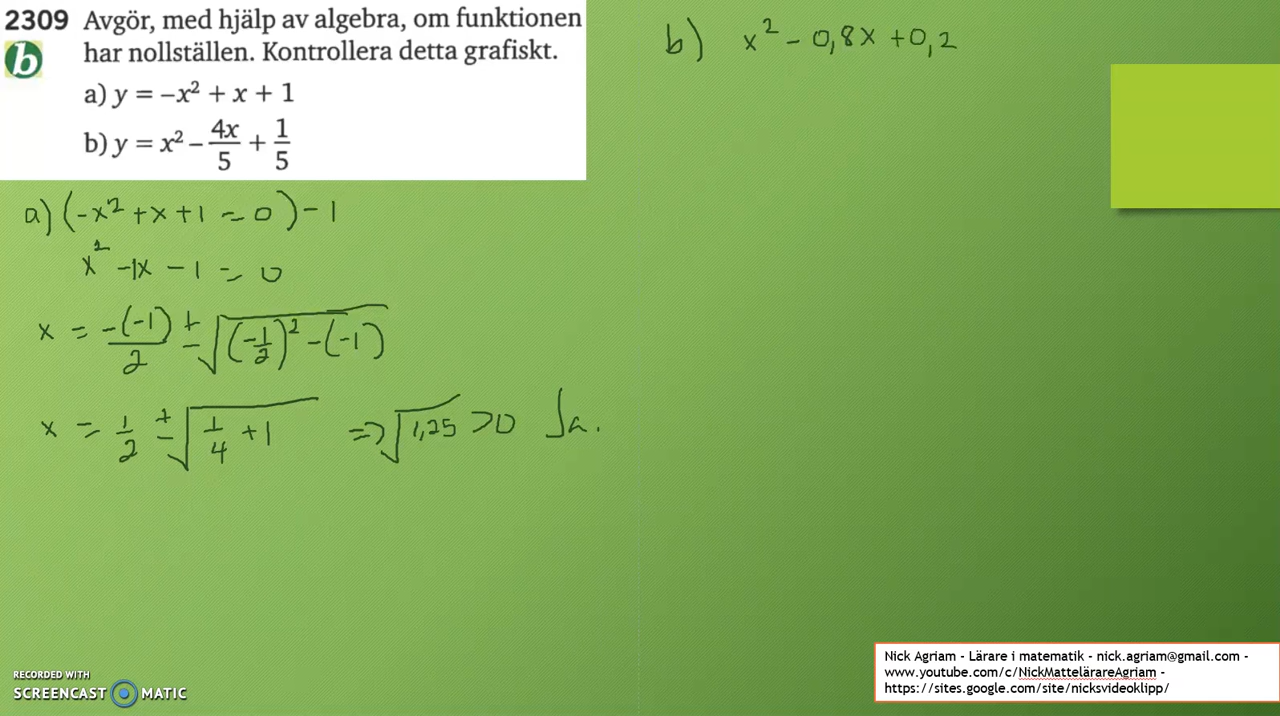 2309 Avgör, med hjälp av algebra, om funktionen
b har nollställen. Kontrollera detta grafiskt.
a) y = –x² + x + 1
b) y = x² – 4x/5 + 1/5
a) (-x² + x + 1 = 0) - 1
x² - 1x - 1 = 0
x = -(-1)/2 ± √((-1/2)² - (-1))
x = 1/2 ± √(1/4 + 1) => √1,25 > 0 Ja.
b) x² - 0,8x + 0,2
Nick Agriam - Lärare i matematik - nick.agriam@gmail.com -
www.youtube.com/c/NickMattelärareAgriam -
https://sites.google.com/site/nicksvideoklipp/
RECORDED WITH
SCREENCAST MATIC